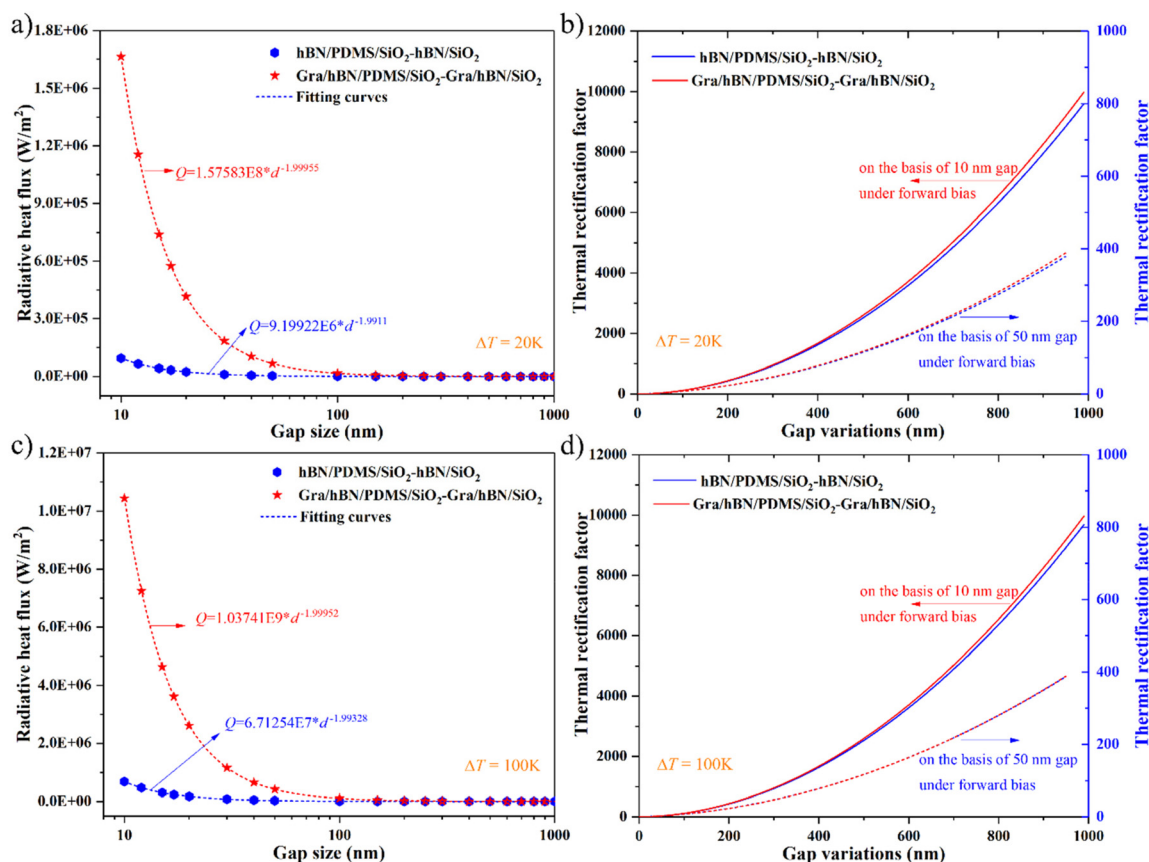 a)
Radiative heat flux (W/m²)
1.8E+06
1.5E+06
1.2E+06
9.0E+05
6.0E+05
3.0E+05
0.0E+00
hBN/PDMS/SiO₂-hBN/SiO₂
Gra/hBN/PDMS/SiO₂-Gra/hBN/SiO₂
Fitting curves
Q=1.57583E8*d^-1.99955
Q=9.19922E6*d^-1.9911
ΔT = 20K
10 100 1000
Gap size (nm)
b)
Thermal rectification factor
12000
10000
8000
6000
4000
2000
0
hBN/PDMS/SiO₂-hBN/SiO₂
Gra/hBN/PDMS/SiO₂-Gra/hBN/SiO₂
on the basis of 10 nm gap
under forward bias
on the basis of 50 nm gap
under forward bias
ΔT = 20K
1000
800
600
400
200
0
Thermal rectification factor
0 200 400 600 800 1000
Gap variations (nm)
c)
Radiative heat flux (W/m²)
1.2E+07
1.0E+07
8.0E+06
6.0E+06
4.0E+06
2.0E+06
0.0E+00
hBN/PDMS/SiO₂-hBN/SiO₂
Gra/hBN/PDMS/SiO₂-Gra/hBN/SiO₂
Fitting curves
Q=1.03741E9*d^-1.99952
Q=6.71254E7*d^-1.99328
ΔT = 100K
10 100 1000
Gap size (nm)
d)
Thermal rectification factor
12000
10000
8000
6000
4000
2000
0
hBN/PDMS/SiO₂-hBN/SiO₂
Gra/hBN/PDMS/SiO₂-Gra/hBN/SiO₂
on the basis of 10 nm gap
under forward bias
on the basis of 50 nm gap
under forward bias
ΔT = 100K
1000
800
600
400
200
0
Thermal rectification factor
0 200 400 600 800 1000
Gap variations (nm)